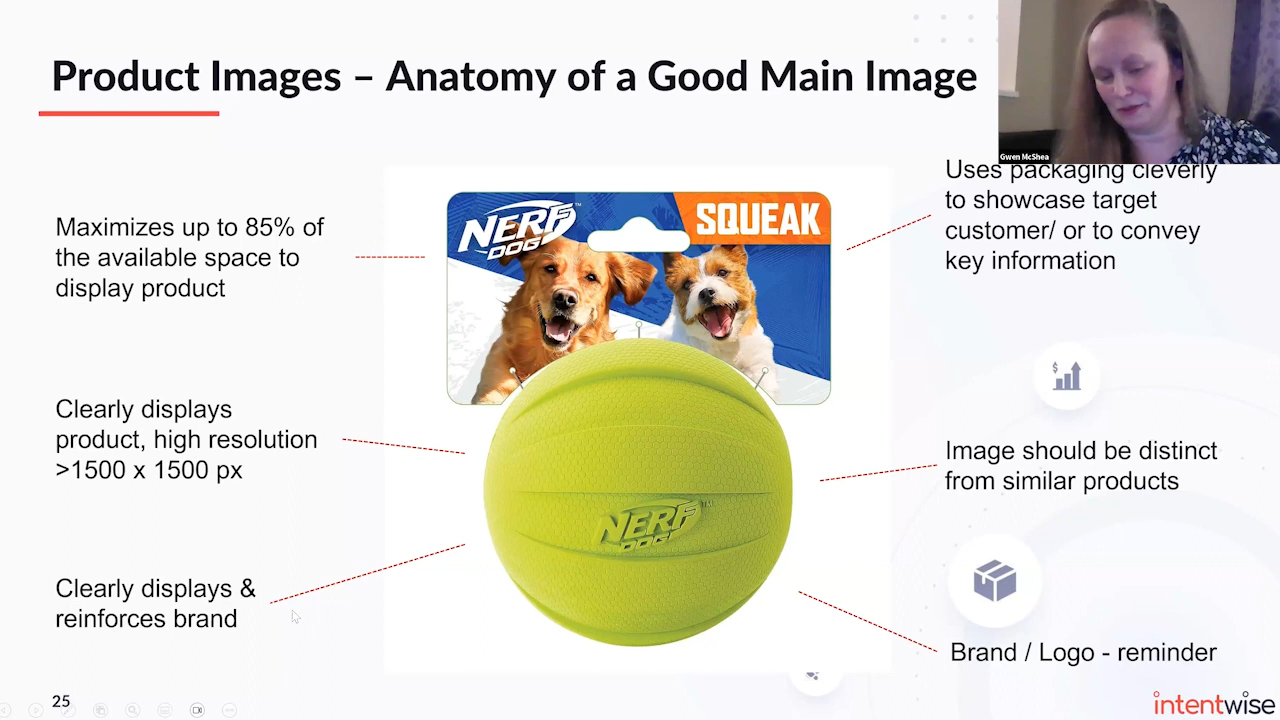 Product Images – Anatomy of a Good Main Image
Gwen McShea
Maximizes up to 85% of
the available space to
display product
Clearly displays
product, high resolution
>1500 x 1500 px
Clearly displays &
reinforces brand
NERF™
DOG
SQUEAK
NERF™
DOG
Uses packaging cleverly
to showcase target
customer/ or to convey
key information
$
Image should be distinct
from similar products
Brand / Logo - reminder
25
intentwise